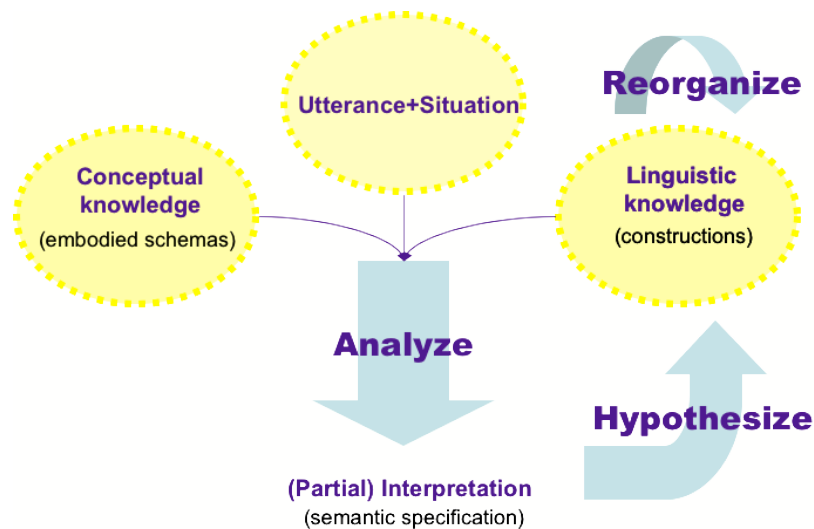 Utterance+Situation
Reorganize
Conceptual
knowledge
(embodied schemas)
Linguistic
knowledge
(constructions)
Analyze
Hypothesize
(Partial) Interpretation
(semantic specification)